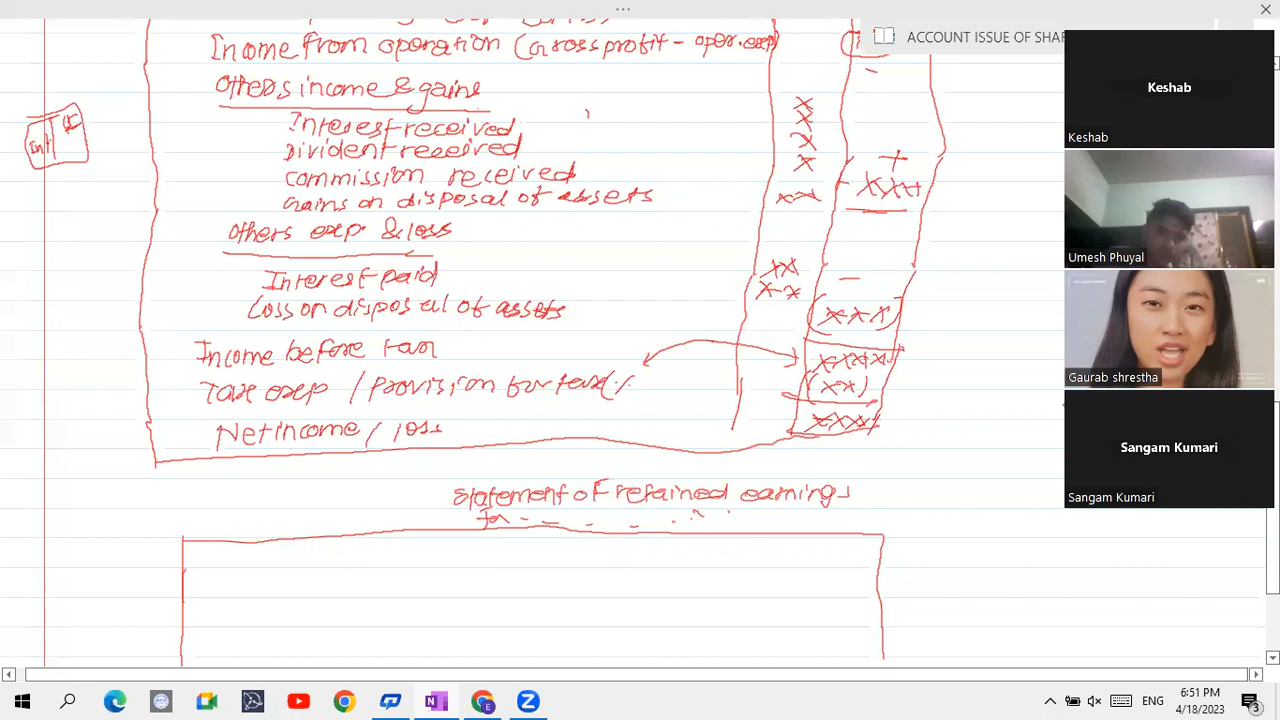 ACCOUNT ISSUE OF SHAR
Income from operation (Gross profit - oper.exp)
Others income & gains
Interest received
Divident received
commission received
Gains on disposal of assets
Others exp & loss
Interest paid
Loss on disposal of assets
Income before tax
Tax exp / provision for tax
Net income / loss
statement of retained earnings
for
Keshab
Keshab
Umesh Phuyal
Gaurab shrestha
Sangam Kumari
Sangam Kumari
ENG
6:51 PM
4/18/2023
3